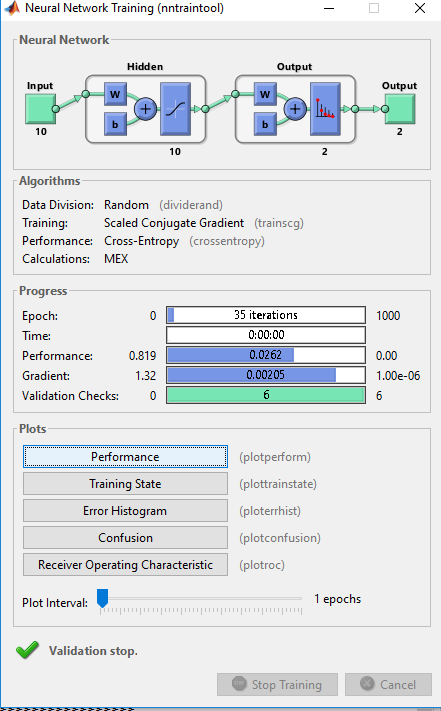 Neural Network Training (nntraintool)
Neural Network
Hidden Output
Input Output
W W
b b
10 10 2 2
Algorithms
Data Division: Random (dividerand)
Training: Scaled Conjugate Gradient (trainscg)
Performance: Cross-Entropy (crossentropy)
Calculations: MEX
Progress
Epoch: 0 35 iterations 1000
Time: 0:00:00
Performance: 0.819 0.0262 0.00
Gradient: 1.32 0.00205 1.00e-06
Validation Checks: 0 6 6
Plots
Performance (plotperform)
Training State (plottrainstate)
Error Histogram (ploterrhist)
Confusion (plotconfusion)
Receiver Operating Characteristic (plotroc)
Plot Interval: 1 epochs
Validation stop.
Stop Training Cancel